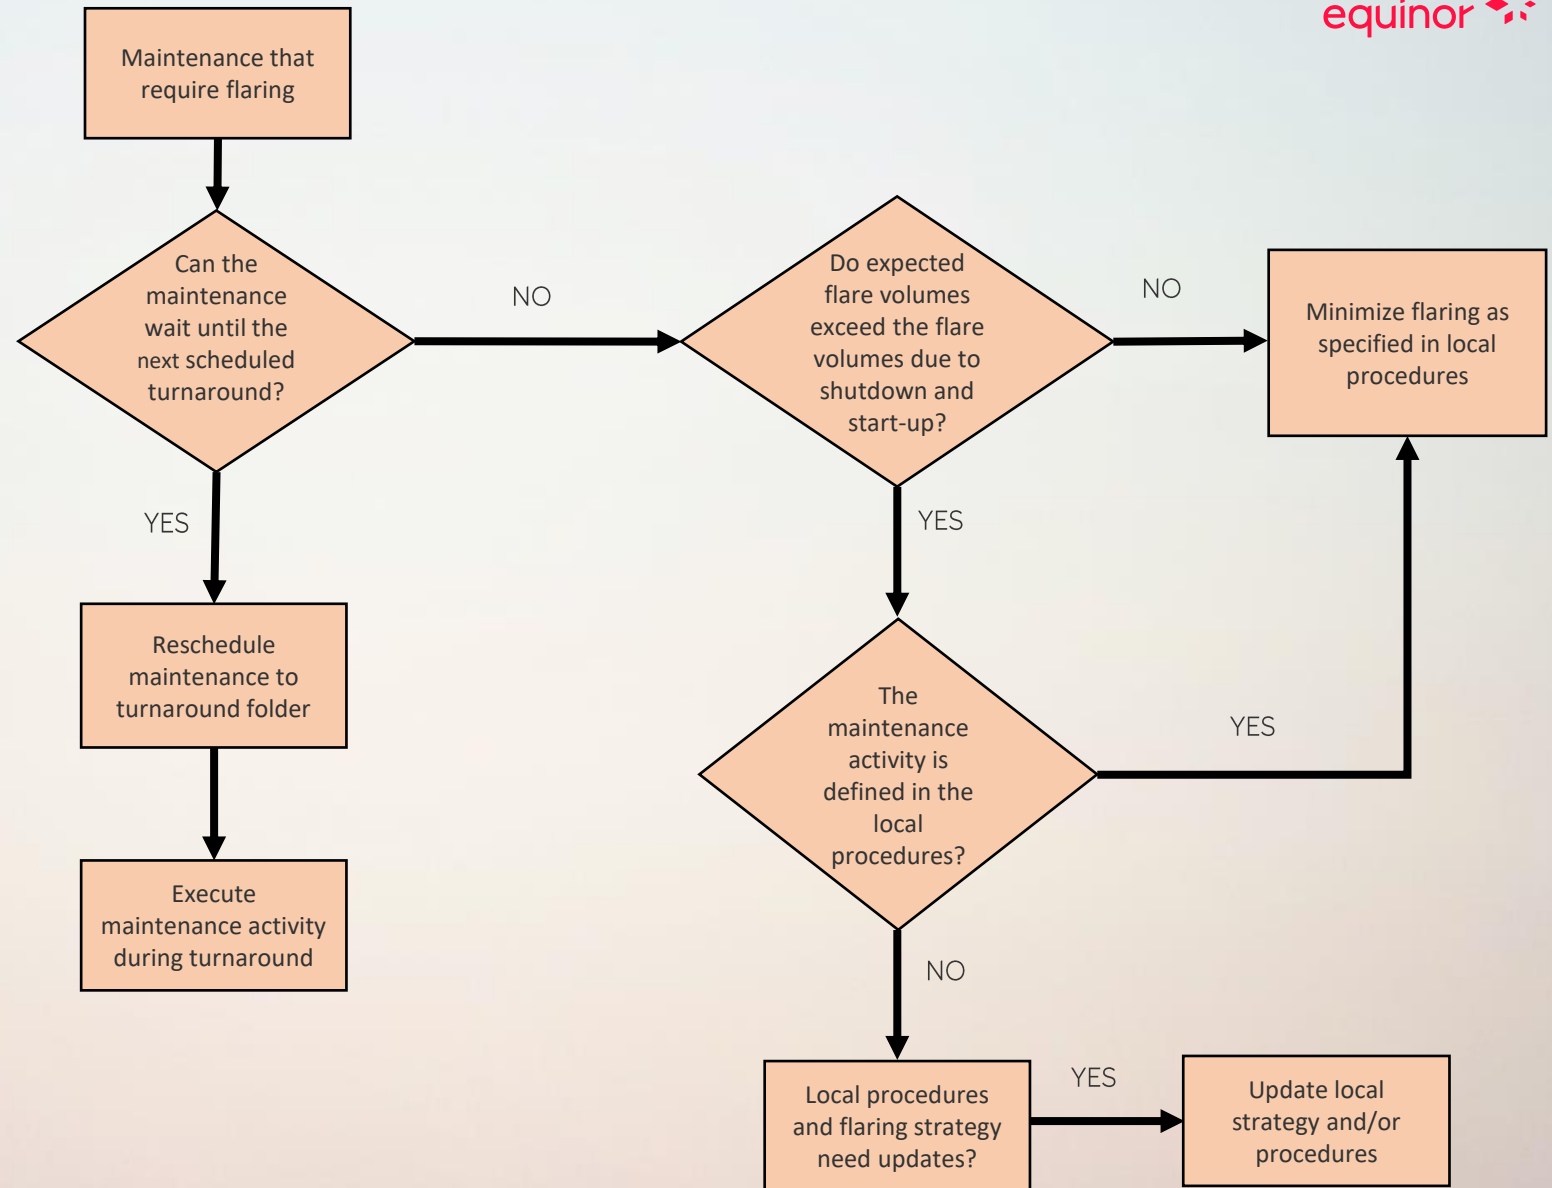 equinor
Maintenance that
require flaring
Can the
maintenance
wait until the
next scheduled
turnaround?
NO
Do expected
flare volumes
exceed the flare
volumes due to
shutdown and
start-up?
NO
Minimize flaring as
specified in local
procedures
YES
YES
Reschedule
maintenance to
turnaround folder
The
maintenance
activity is
defined in the
local
procedures?
YES
Execute
maintenance activity
during turnaround
NO
Local procedures
and flaring strategy
need updates?
YES
Update local
strategy and/or
procedures